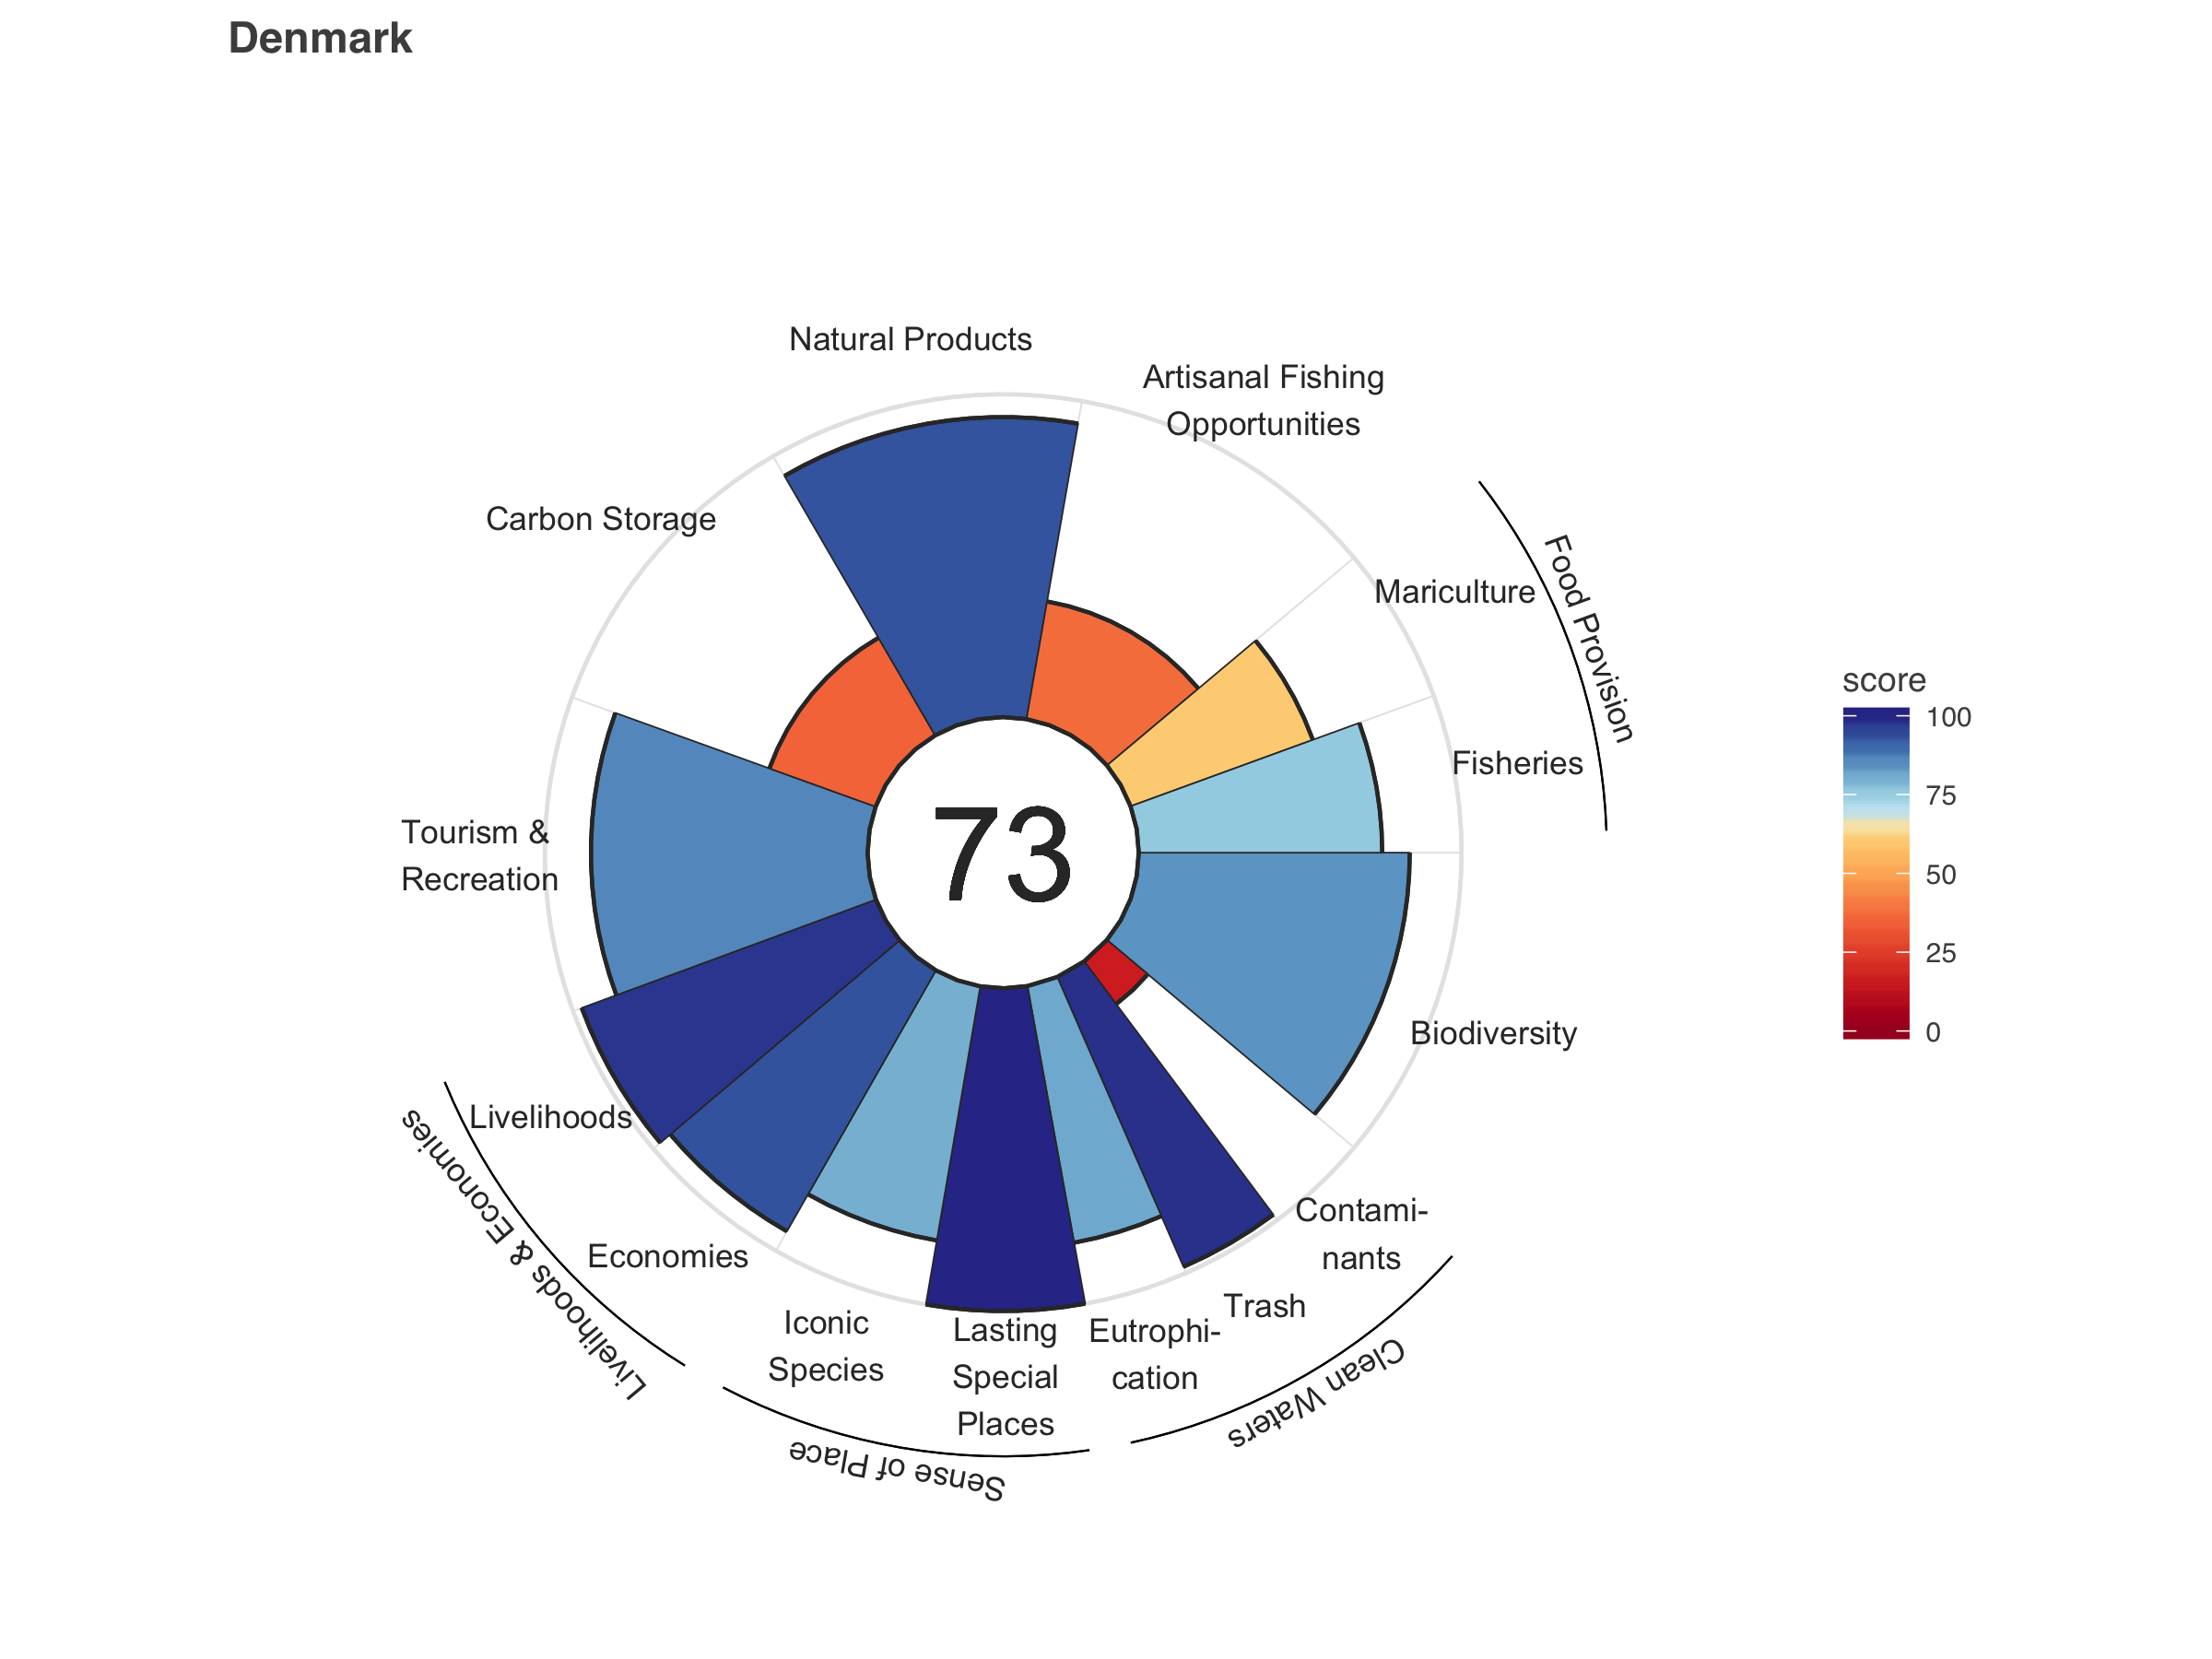 Denmark
Natural Products
Artisanal Fishing
Opportunities
Carbon Storage
Mariculture
Food Provision
Fisheries
score
100
75
50
25
0
73
Tourism &
Recreation
Biodiversity
Livelihoods
Livelihoods & Economies
Economies
Contami-
nants
Trash
Iconic
Species
Lasting
Special
Places
Eutrophi-
cation
Clean Waters
Sense of Place